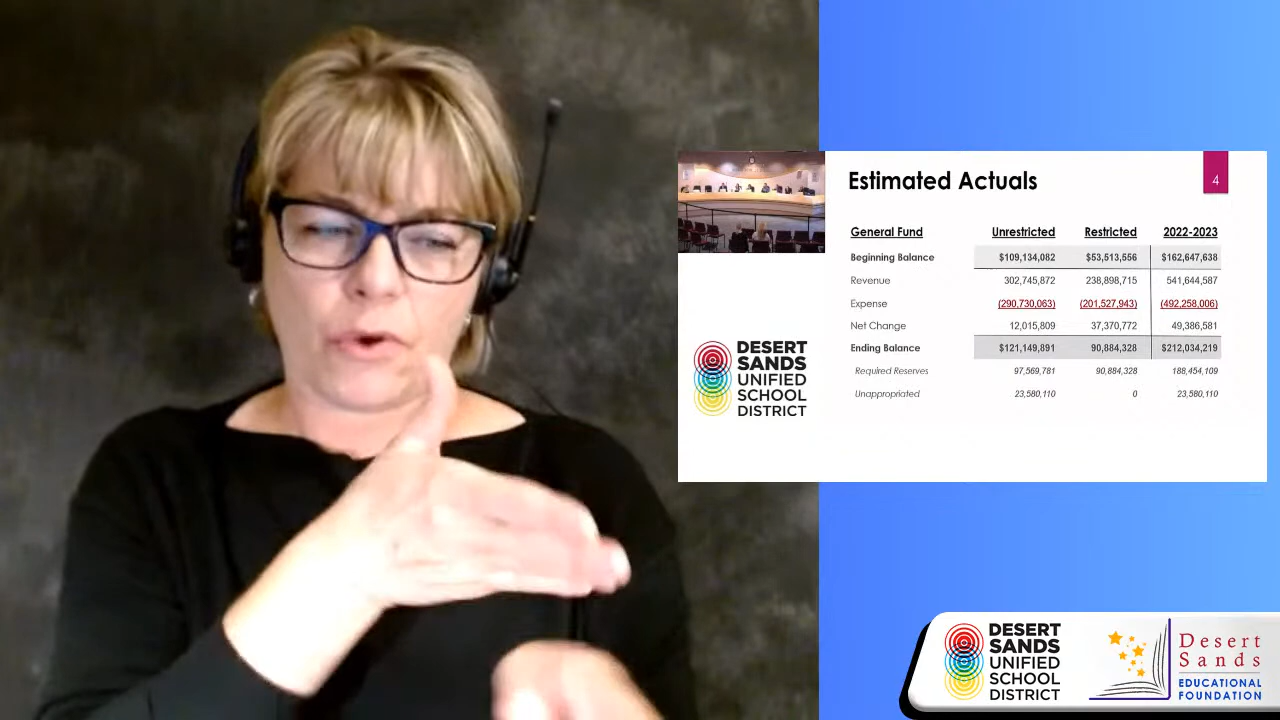 Estimated Actuals
4
General Fund Unrestricted Restricted 2022-2023
Beginning Balance $109,134,082 $53,513,556 $162,647,638
Revenue 302,745,872 238,898,715 541,644,587
Expense (290,730,063) (201,527,943) (492,258,006)
Net Change 12,015,809 37,370,772 49,386,581
Ending Balance $121,149,891 90,884,328 $212,034,219
Required Reserves 97,569,781 90,884,328 188,454,109
Unappropriated 23,580,110 0 23,580,110
DESERT
SANDS
UNIFIED
SCHOOL
DISTRICT
DESERT
SANDS
UNIFIED
SCHOOL
DISTRICT
Desert
Sands
EDUCATIONAL
FOUNDATION